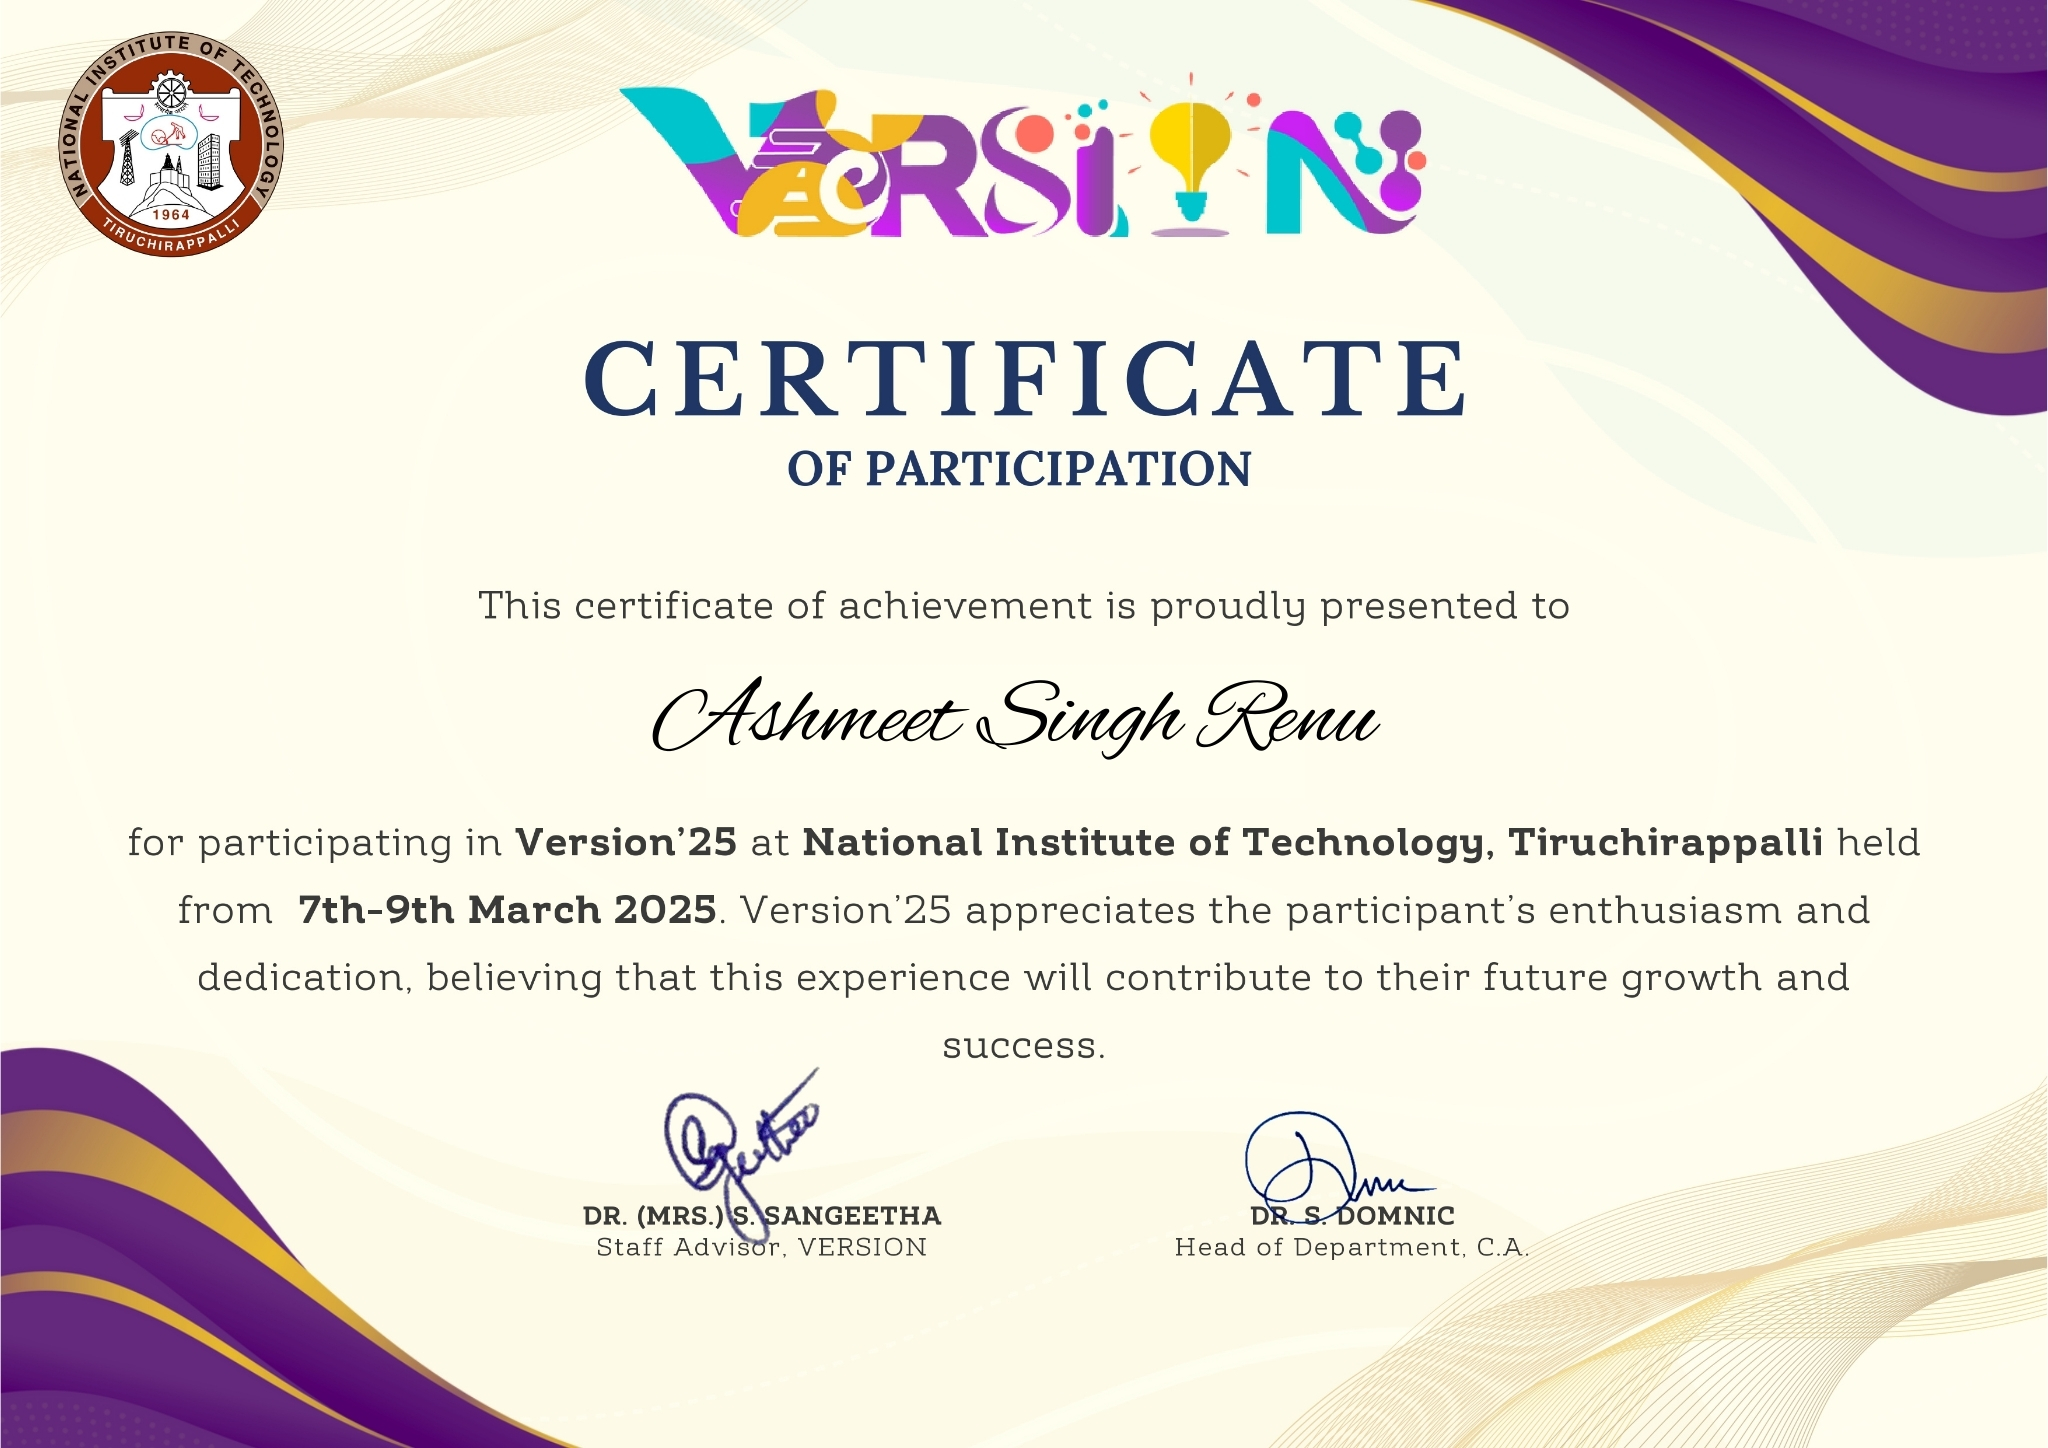 NATIONAL INSTITUTE OF TECHNOLOGY
1964
TIRUCHIRAPPALLI
VeRSiON
CERTIFICATE
OF PARTICIPATION
This certificate of achievement is proudly presented to
Ashmeet Singh Renu
for participating in Version’25 at National Institute of Technology, Tiruchirappalli held
from 7th-9th March 2025. Version’25 appreciates the participant’s enthusiasm and
dedication, believing that this experience will contribute to their future growth and
success.
DR. (MRS.) S. SANGEETHA
Staff Advisor, VERSION
DR. S. DOMNIC
Head of Department, C.A.